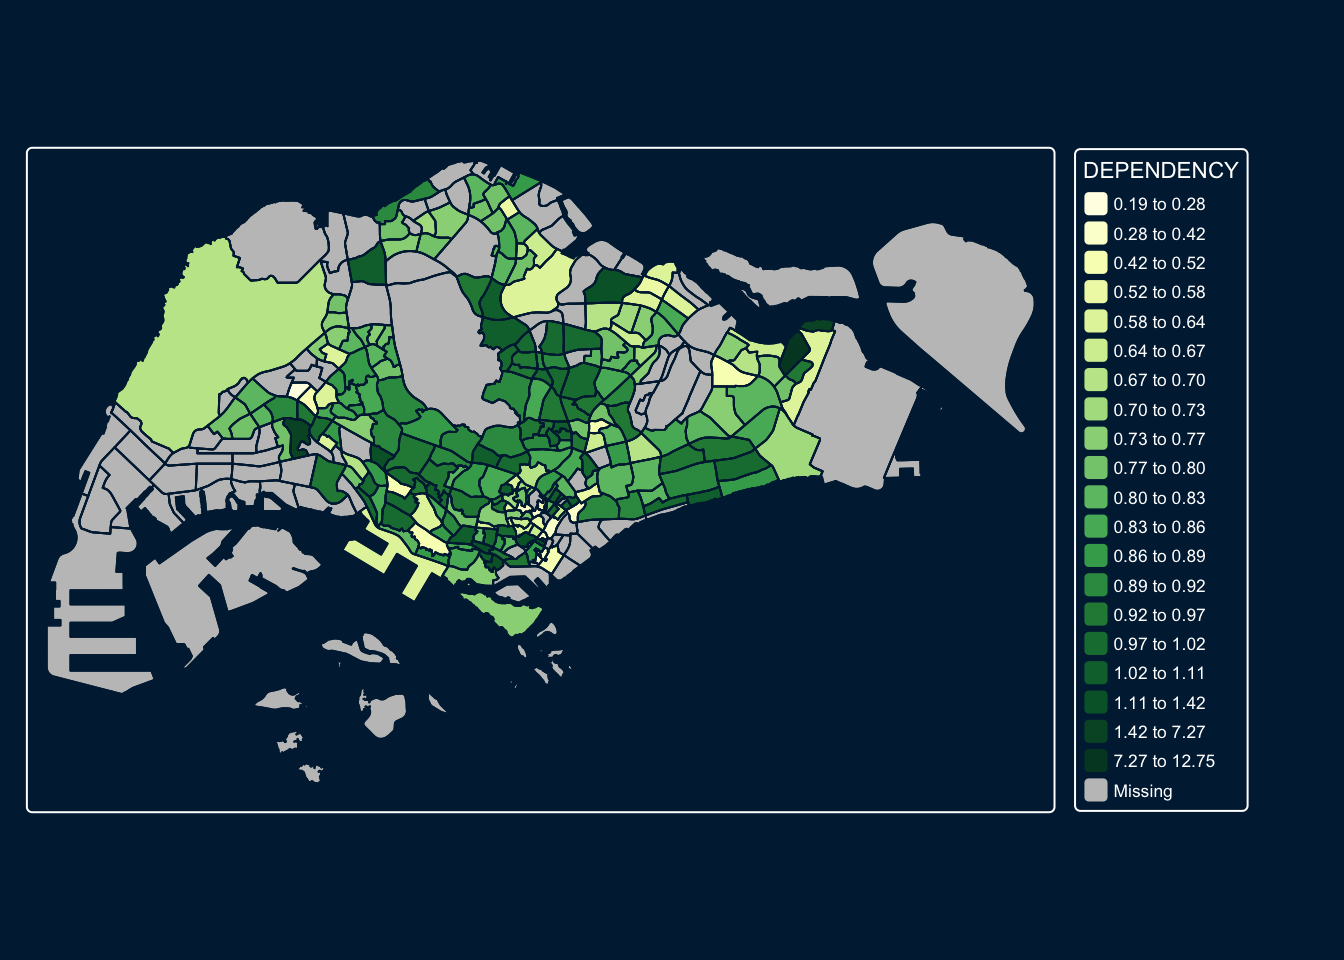 DEPENDENCY
0.19 to 0.28
0.28 to 0.42
0.42 to 0.52
0.52 to 0.58
0.58 to 0.64
0.64 to 0.67
0.67 to 0.70
0.70 to 0.73
0.73 to 0.77
0.77 to 0.80
0.80 to 0.83
0.83 to 0.86
0.86 to 0.89
0.89 to 0.92
0.92 to 0.97
0.97 to 1.02
1.02 to 1.11
1.11 to 1.42
1.42 to 7.27
7.27 to 12.75
Missing